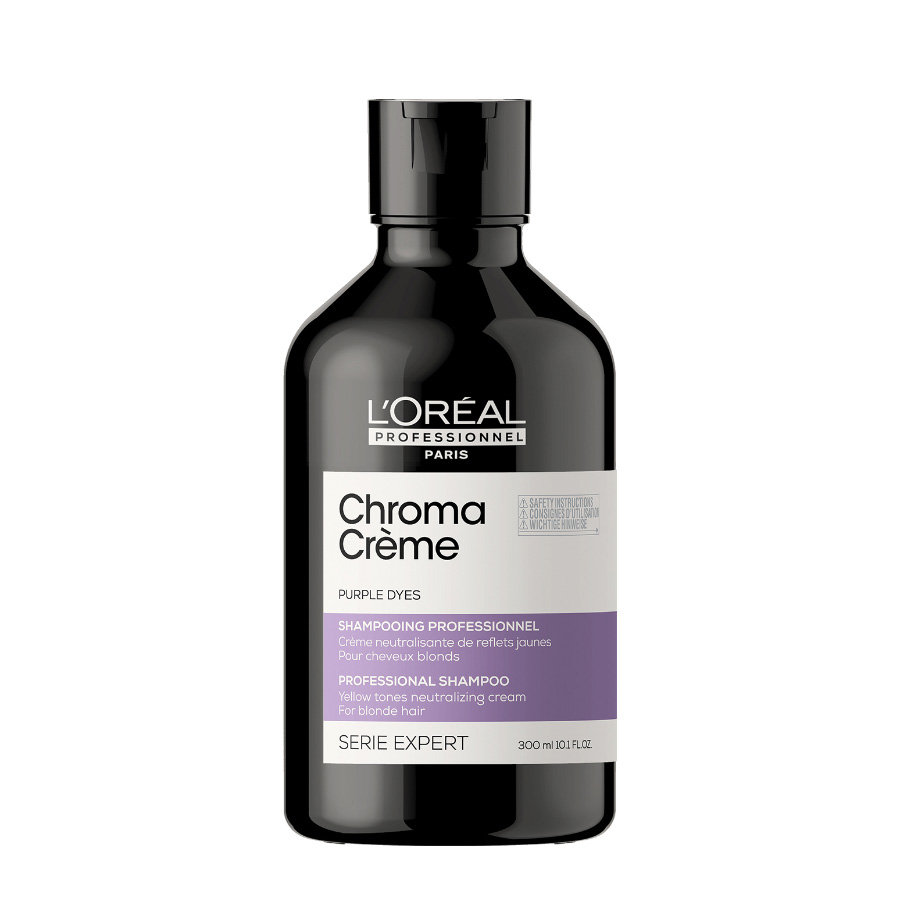 L'ORÉAL
PROFESSIONNEL
PARIS
Chroma
Crème
SAFETY INSTRUCTIONS
CONSIGNES D'UTILISATION
WICHTIGE HINWEISE
PURPLE DYES
SHAMPOOING PROFESSIONNEL
Crème neutralisante de reflets jaunes
Pour cheveux blonds
PROFESSIONAL SHAMPOO
Yellow tones neutralizing cream
For blonde hair
SERIE EXPERT 300 ml 10.1 FL.OZ.